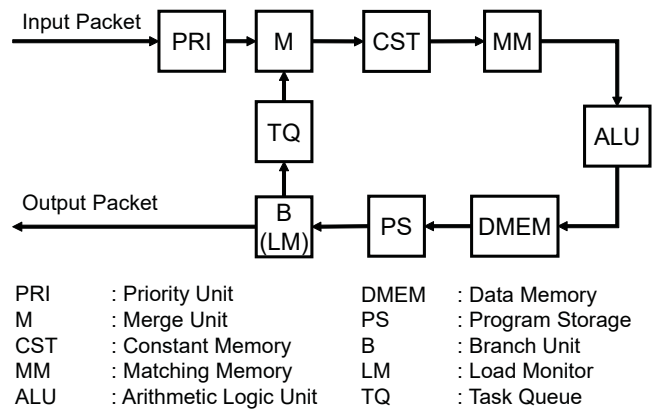 Input Packet
PRI
M
CST
MM
TQ
ALU
Output Packet
B
(LM)
PS
DMEM
PRI : Priority Unit
M : Merge Unit
CST : Constant Memory
MM : Matching Memory
ALU : Arithmetic Logic Unit
DMEM : Data Memory
PS : Program Storage
B : Branch Unit
LM : Load Monitor
TQ : Task Queue